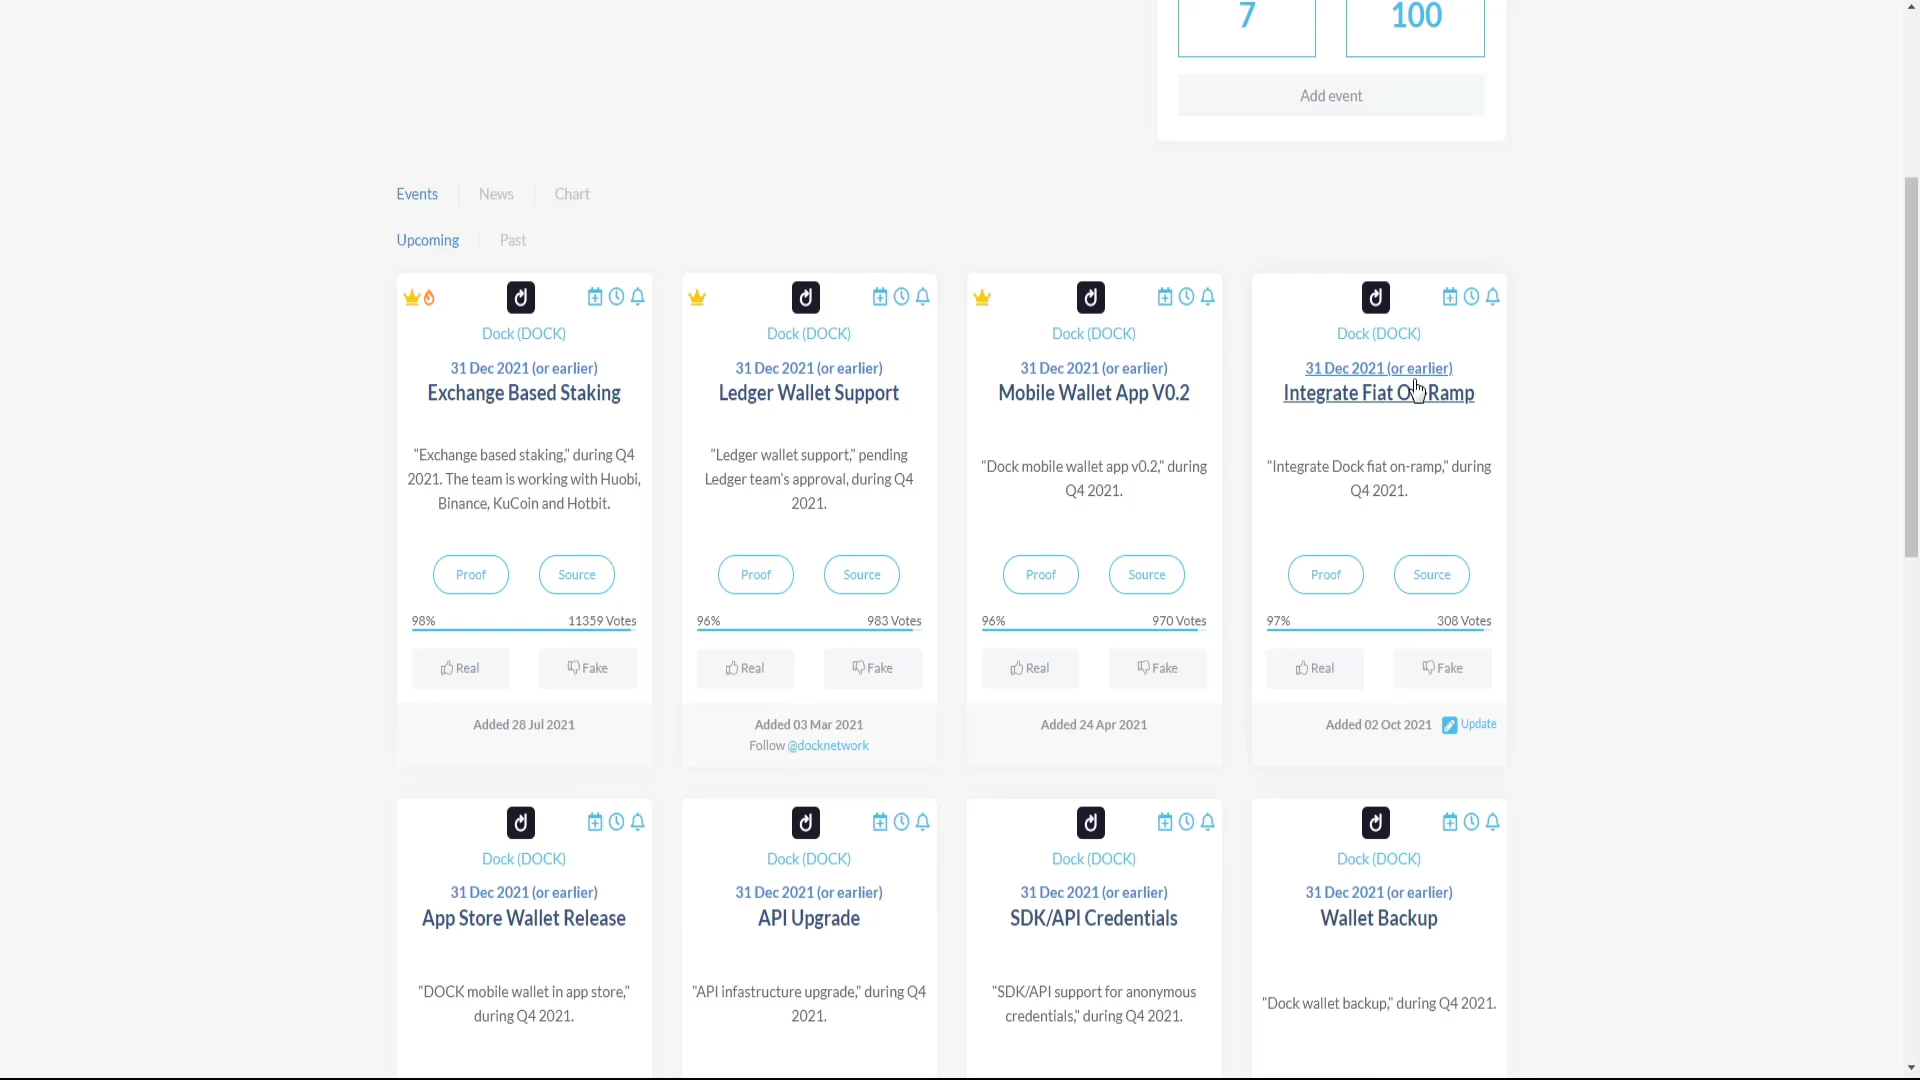 7
100
Add event
Events
News
Chart
Upcoming
Past
Dock (DOCK)
31 Dec 2021 (or earlier)
Exchange Based Staking
"Exchange based staking," during Q4
2021. The team is working with Huobi,
Binance, KuCoin and Hotbit.
Proof
Source
98%
11359 Votes
Real
Fake
Added 28 Jul 2021
Dock (DOCK)
31 Dec 2021 (or earlier)
Ledger Wallet Support
"Ledger wallet support," pending
Ledger team's approval, during Q4
2021.
Proof
Source
96%
983 Votes
Real
Fake
Added 03 Mar 2021
Follow @docknetwork
Dock (DOCK)
31 Dec 2021 (or earlier)
Mobile Wallet App V0.2
"Dock mobile wallet app v0.2," during
Q4 2021.
Proof
Source
96%
970 Votes
Real
Fake
Added 24 Apr 2021
Dock (DOCK)
31 Dec 2021 (or earlier)
Integrate Fiat On-Ramp
"Integrate Dock fiat on-ramp," during
Q4 2021.
Proof
Source
97%
308 Votes
Real
Fake
Added 02 Oct 2021
Update
Dock (DOCK)
31 Dec 2021 (or earlier)
App Store Wallet Release
"DOCK mobile wallet in app store,"
during Q4 2021.
Dock (DOCK)
31 Dec 2021 (or earlier)
API Upgrade
"API infastructure upgrade," during Q4
2021.
Dock (DOCK)
31 Dec 2021 (or earlier)
SDK/API Credentials
"SDK/API support for anonymous
credentials," during Q4 2021.
Dock (DOCK)
31 Dec 2021 (or earlier)
Wallet Backup
"Dock wallet backup," during Q4 2021.